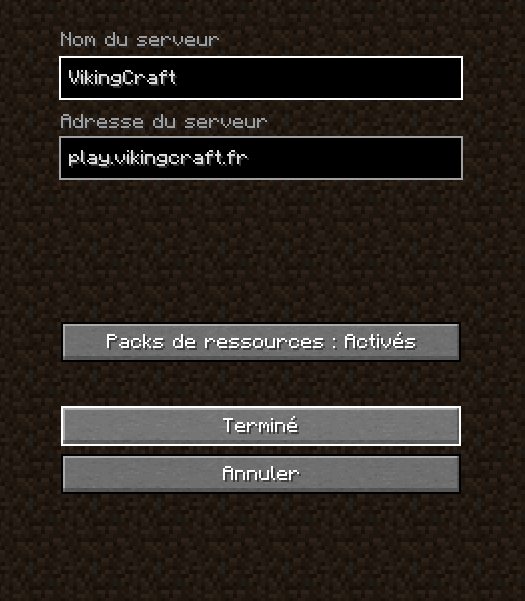 Nom du serveur
VikingCraft
Adresse du serveur
play.vikingcraft.fr
Packs de ressources : Activés
Terminé
Annuler